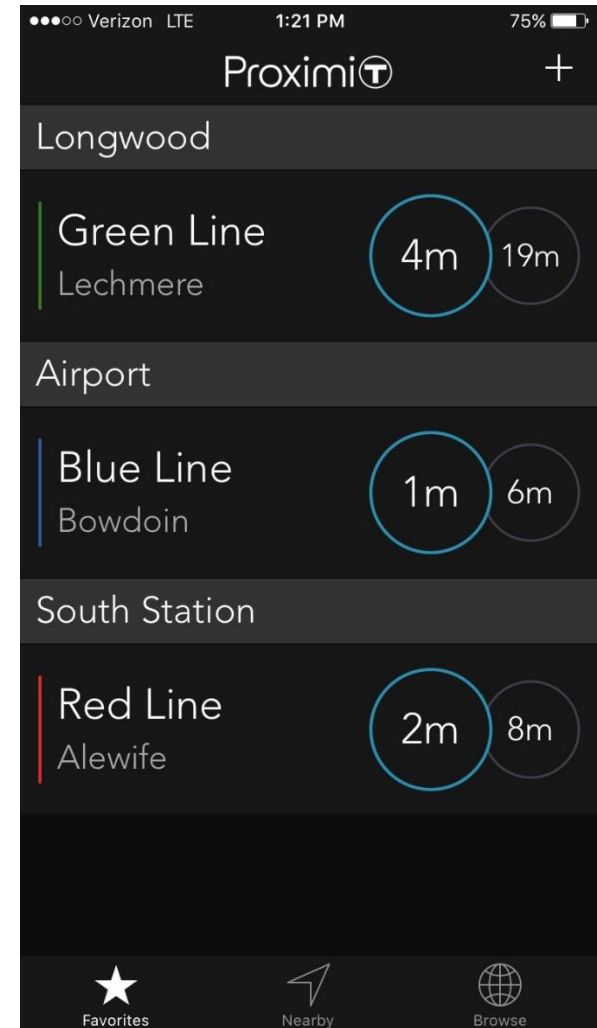 Verizon LTE 1:21 PM 75%
ProximiT +
Longwood
Green Line
Lechmere
4m 19m
Airport
Blue Line
Bowdoin
1m 6m
South Station
Red Line
Alewife
2m 8m
Favorites Nearby Browse